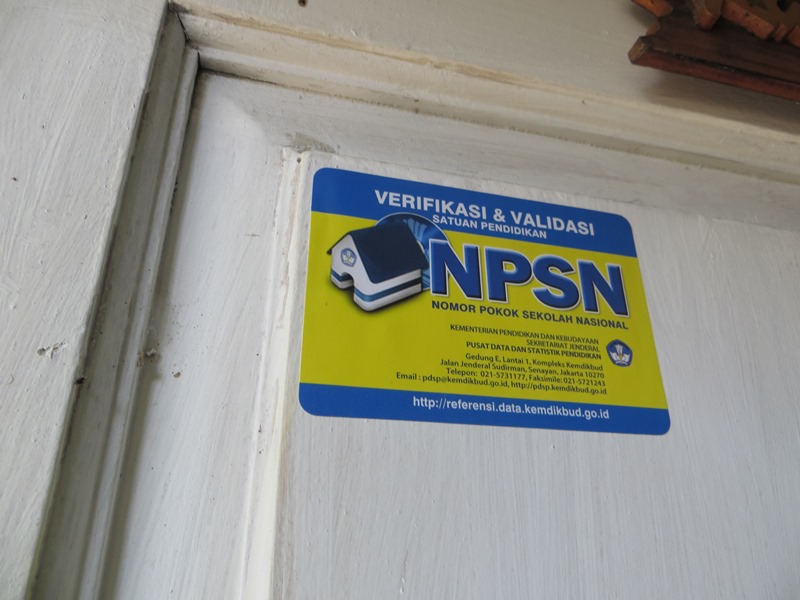 VERIFIKASI & VALIDASI
SATUAN PENDIDIKAN
NPSN
NOMOR POKOK SEKOLAH NASIONAL
KEMENTERIAN PENDIDIKAN DAN KEBUDAYAAN
SEKRETARIAT JENDERAL
PUSAT DATA DAN STATISTIK PENDIDIKAN
Gedung E, Lantai 1, Kompleks Kemdikbud
Jalan Jenderal Sudirman, Senayan, Jakarta 10270
Telepon: 021-5731177, Faksimile: 021-5721243
Email : pdsp@kemdikbud.go.id, http://pdsp.kemdikbud.go.id
http://referensi.data.kemdikbud.go.id